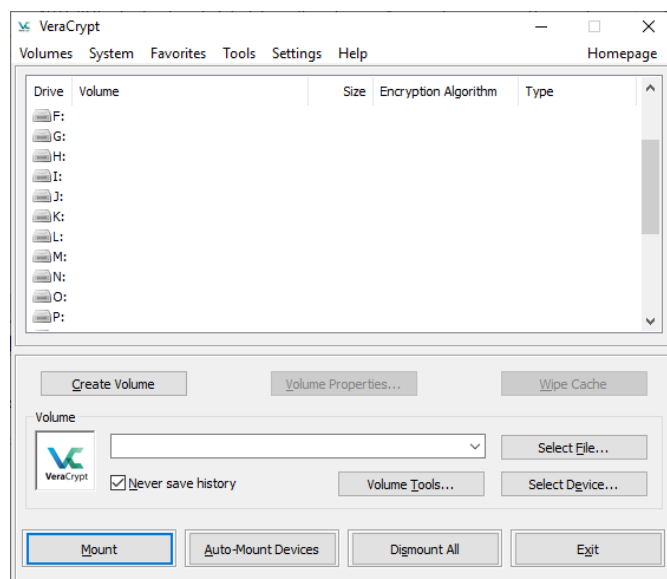 VeraCrypt
Volumes System Favorites Tools Settings Help Homepage
Drive Volume Size Encryption Algorithm Type
F:
G:
H:
I:
J:
K:
L:
M:
N:
O:
P:
Create Volume Volume Properties... Wipe Cache
Volume
VeraCrypt
Select File...
Never save history Volume Tools... Select Device...
Mount Auto-Mount Devices Dismount All Exit